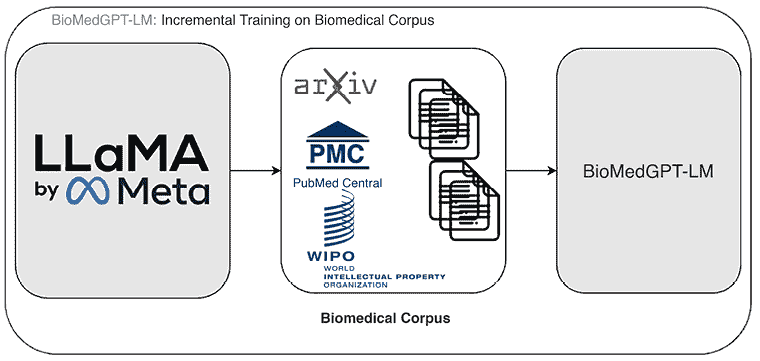 BioMedGPT-LM: Incremental Training on Biomedical Corpus
LLaMA
by Meta
arXiv
PMC
PubMed Central
WIPO
WORLD
INTELLECTUAL PROPERTY
ORGANIZATION
BioMedGPT-LM
Biomedical Corpus